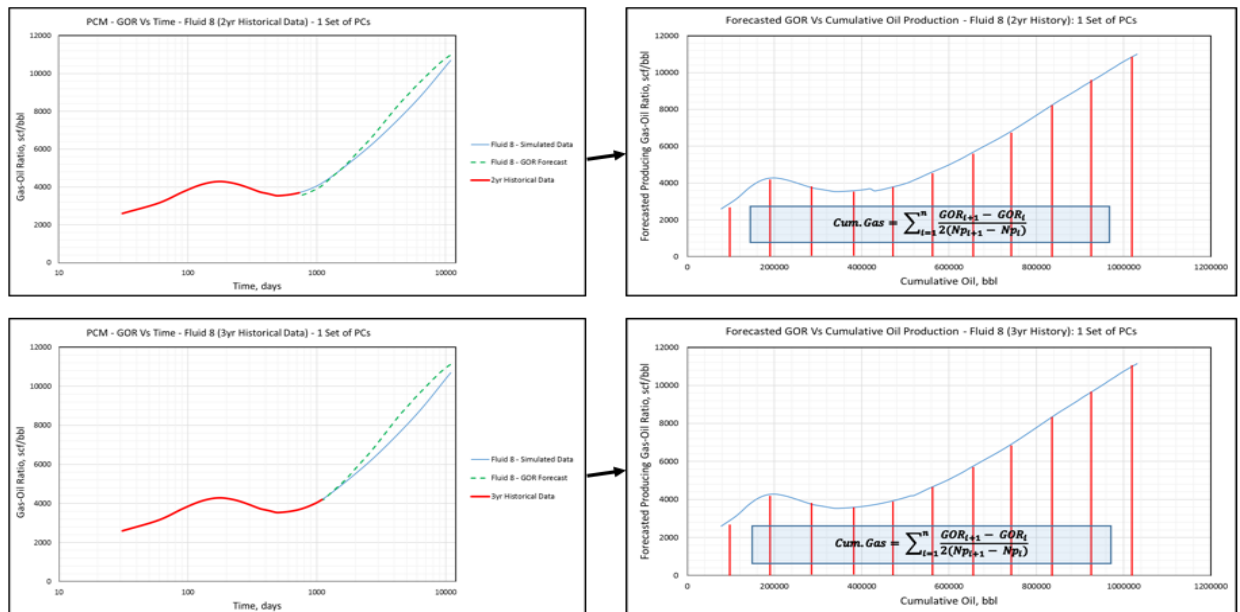 PCM - GOR Vs Time - Fluid 8 (2yr Historical Data) - 1 Set of PCs
12000
10000
8000
6000
4000
2000
0
10
100
1000
10000
Gas-Oil Ratio, scf/bbl
Time, days
Fluid 8 - Simulated Data
Fluid 8 - GOR Forecast
2yr Historical Data
Forecasted GOR Vs Cumulative Oil Production - Fluid 8 (2yr History): 1 Set of PCs
12000
10000
8000
6000
4000
2000
0
0
200000
400000
600000
800000
1000000
1200000
Forecasted Producing Gas-Oil Ratio, scf/bbl
Cumulative Oil, bbl
Cum.Gas = ∑ⁿᵢ₌₁ (GORᵢ₊₁ − GORᵢ) / 2(Npᵢ₊₁ − Npᵢ)
PCM - GOR Vs Time - Fluid 8 (3yr Historical Data) - 1 Set of PCs
12000
10000
8000
6000
4000
2000
0
10
100
1000
10000
Gas-Oil Ratio, scf/bbl
Time, days
Fluid 8 - Simulated Data
Fluid 8 - GOR Forecast
3yr Historical Data
Forecasted GOR Vs Cumulative Oil Production - Fluid 8 (3yr History): 1 Set of PCs
12000
10000
8000
6000
4000
2000
0
0
200000
400000
600000
800000
1000000
1200000
Forecasted Producing Gas-Oil Ratio, scf/bbl
Cumulative Oil, bbl
Cum.Gas = ∑ⁿᵢ₌₁ (GORᵢ₊₁ − GORᵢ) / 2(Npᵢ₊₁ − Npᵢ)